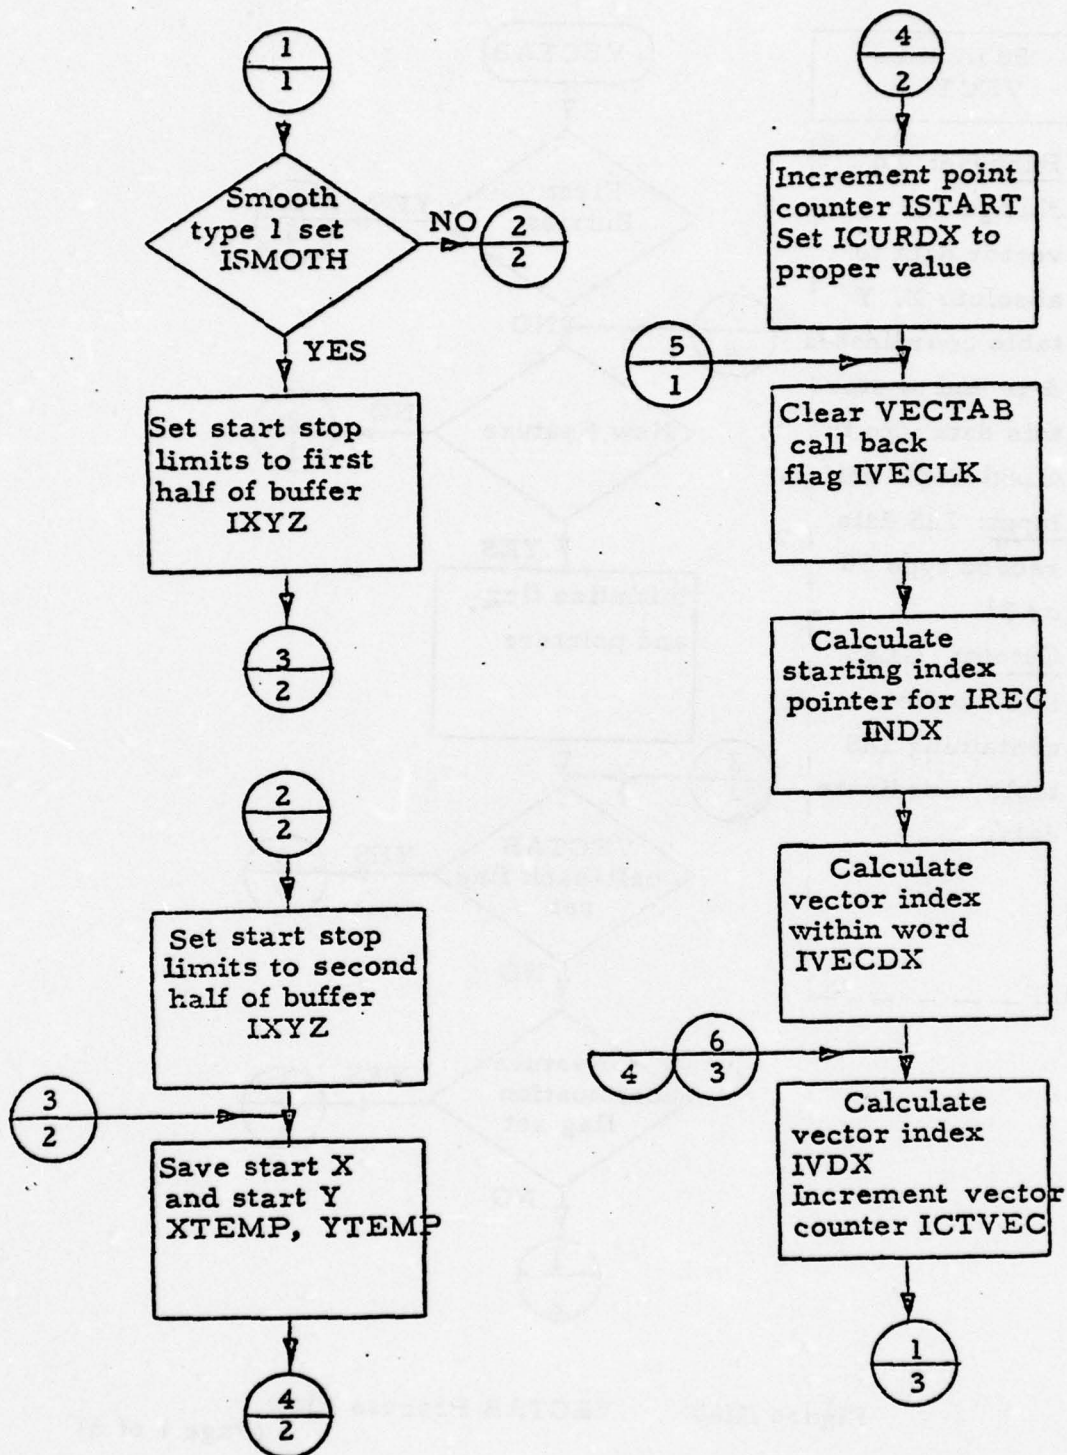 1
1
Smooth
type 1 set
ISMOTH
NO
2
2
YES
Set start stop
limits to first
half of buffer
IXYZ
3
2
2
2
Set start stop
limits to second
half of buffer
IXYZ
3
2
Save start X
and start Y
XTEMP, YTEMP
4
2
4
2
Increment point
counter ISTART
Set ICURDX to
proper value
5
1
Clear VECTAB
call back
flag IVECLK
Calculate
starting index
pointer for IREC
INDX
Calculate
vector index
within word
IVECDX
4
6
3
Calculate
vector index
IVDX
Increment vector
counter ICTVEC
1
3